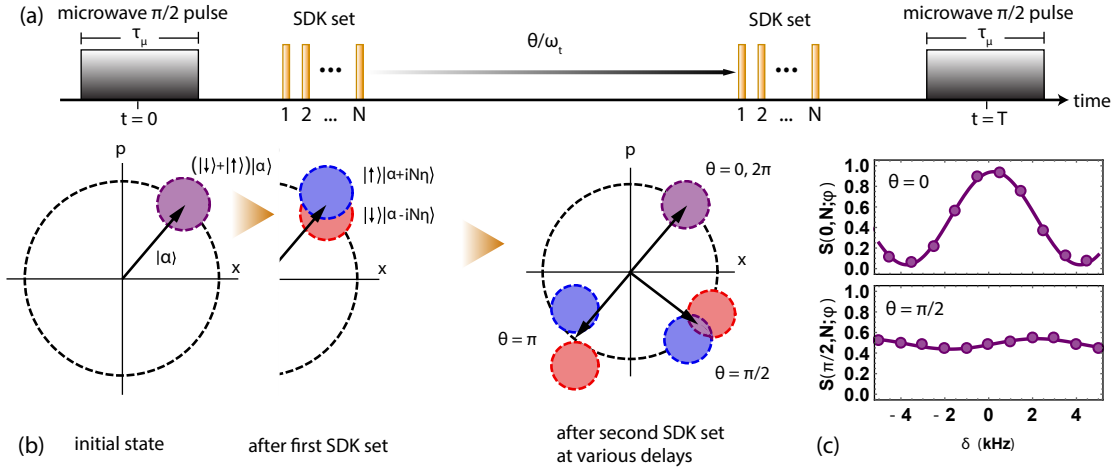 (a)
microwave π/2 pulse
SDK set
SDK set
microwave π/2 pulse
τμ
θ/ωt
τμ
•••
•••
time
t = 0
1 2 ... N
1 2 ... N
t = T
p
(|↓⟩+|↑⟩)|α⟩
|α⟩
x
|↑⟩|α+iNη⟩
|↓⟩|α-iNη⟩
x
p
θ = 0, 2π
x
θ = π
θ = π/2
(b)
initial state
after first SDK set
after second SDK set
at various delays
(c)
S(0,N;φ)
1.0
0.8
0.6
0.4
0.2
0.0
θ = 0
S(π/2,N;φ)
1.0
0.8
0.6
0.4
0.2
0.0
θ = π/2
- 4 - 2 0 2 4
δ (kHz)